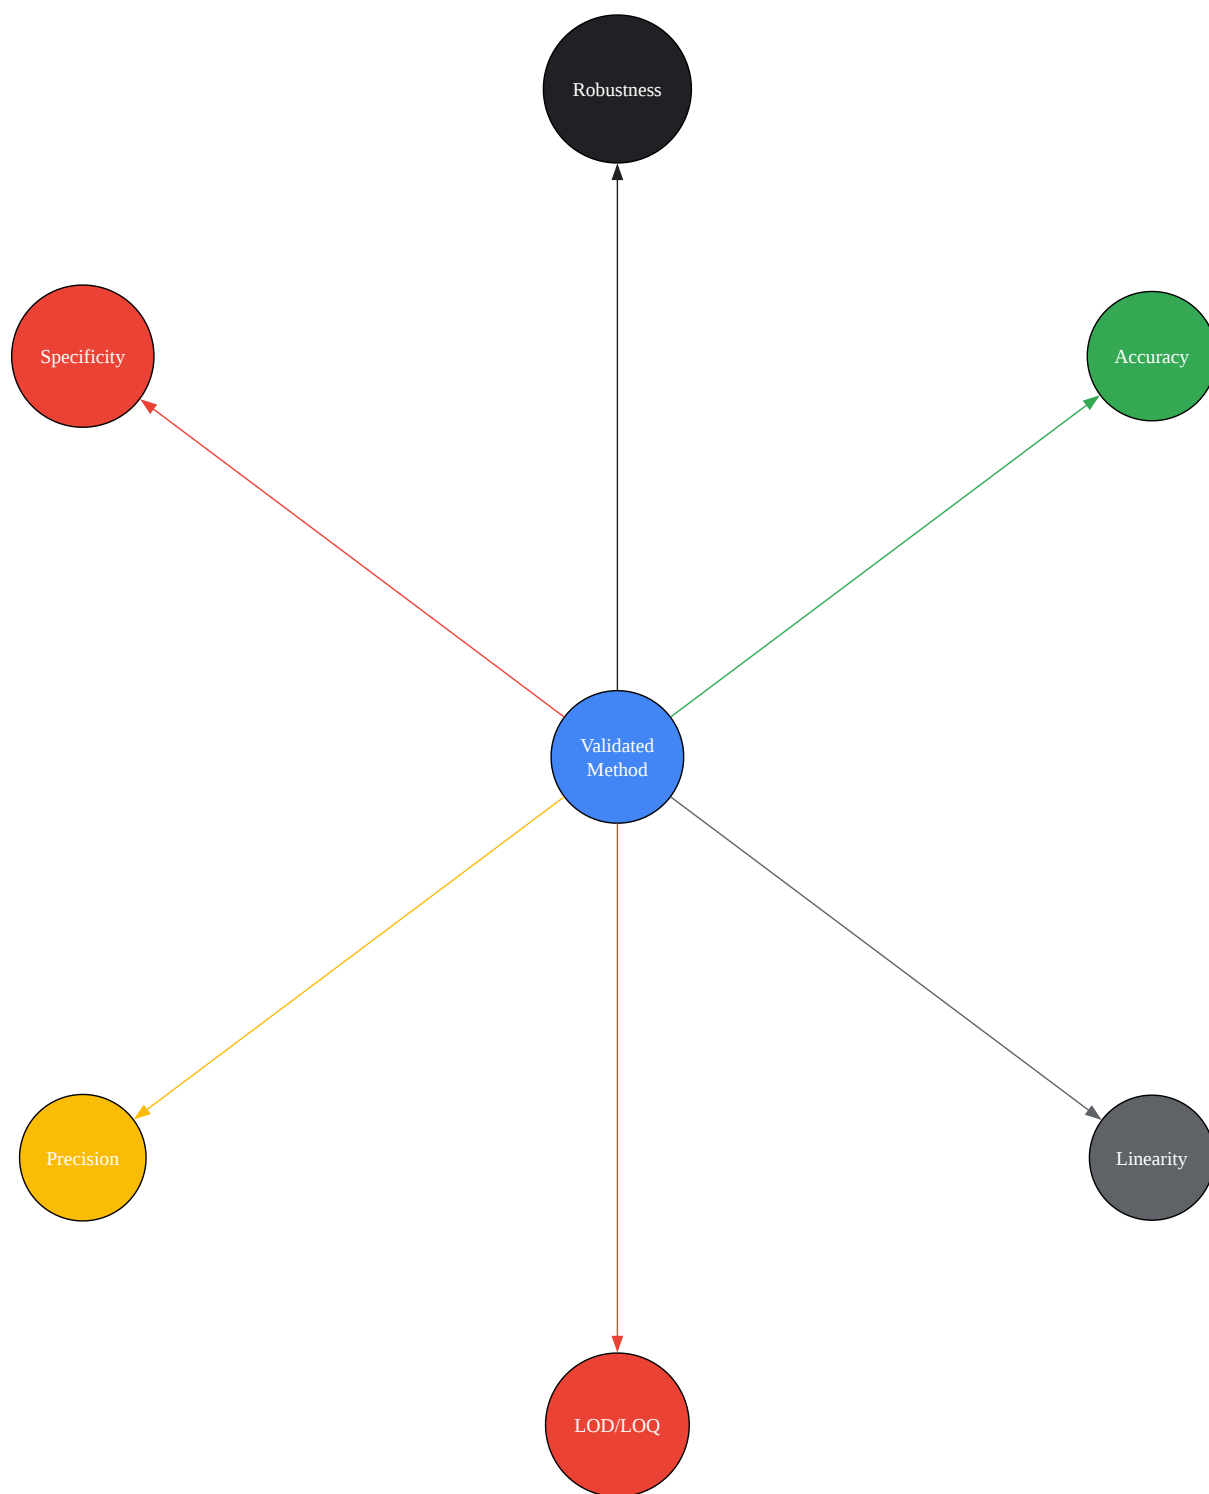 Robustness
Specificity
Accuracy
Validated
Method
Precision
Linearity
LOD/LOQ